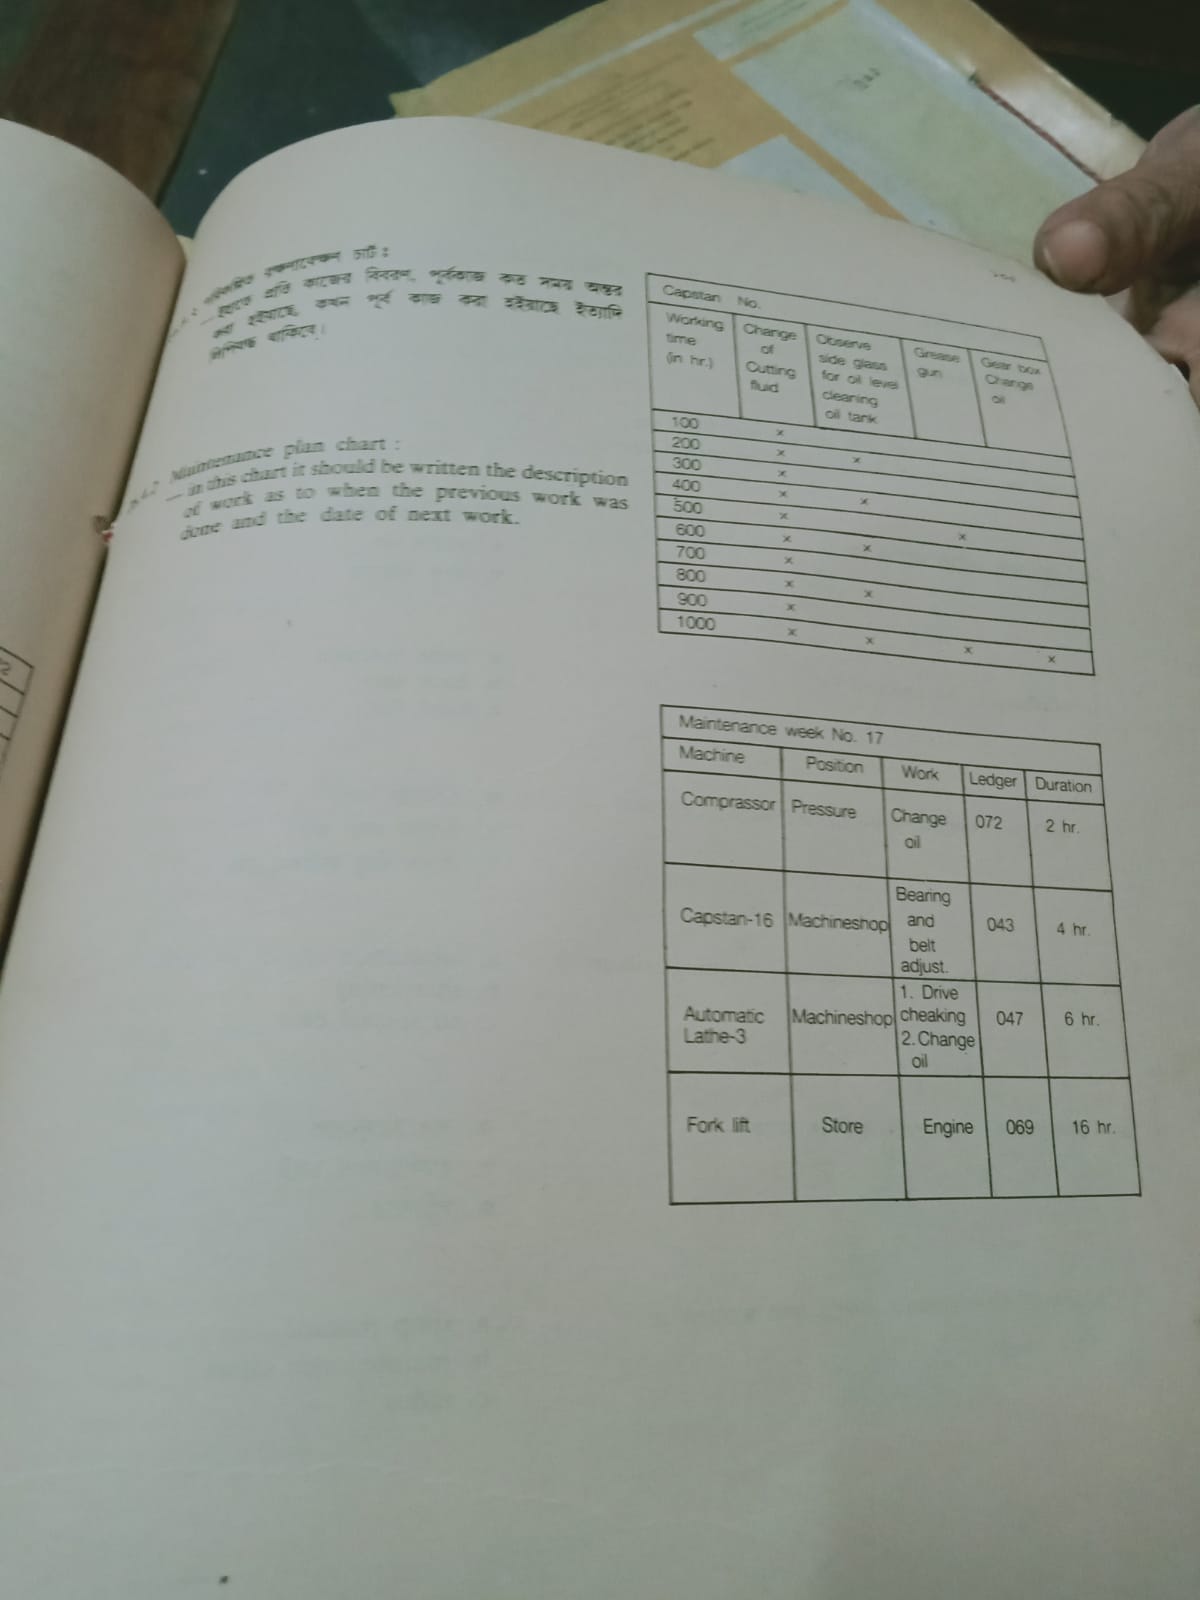 পরিকল্পিত রক্ষনাবেক্ষন চার্ট :
— ইহাতে প্রতি কাজের বিবরণ, পূর্বকাজ কত সময় অন্তর
করা হইয়াছে, কখন পূর্ব কাজ করা হইয়াছে ইত্যাদি
লিপিবদ্ধ থাকিবে।
Maintenance plan chart :
— in this chart it should be written the description
of work as to when the previous work was
done and the date of next work.
Capstan No.
Working time (in hr.) Change of Cutting fluid Observe side glass for oil level cleaning oil tank Grease gun Gear box Change oil
100 x
200 x x
300 x
400 x x
500 x x
600 x x
700 x
800 x x
900 x
1000 x x x x
Maintenance week No. 17
Machine Position Work Ledger Duration
Comprassor Pressure Change oil 072 2 hr.
Capstan-16 Machineshop Bearing and belt adjust. 043 4 hr.
Automatic Lathe-3 Machineshop 1. Drive cheaking 2. Change oil 047 6 hr.
Fork lift Store Engine 069 16 hr.